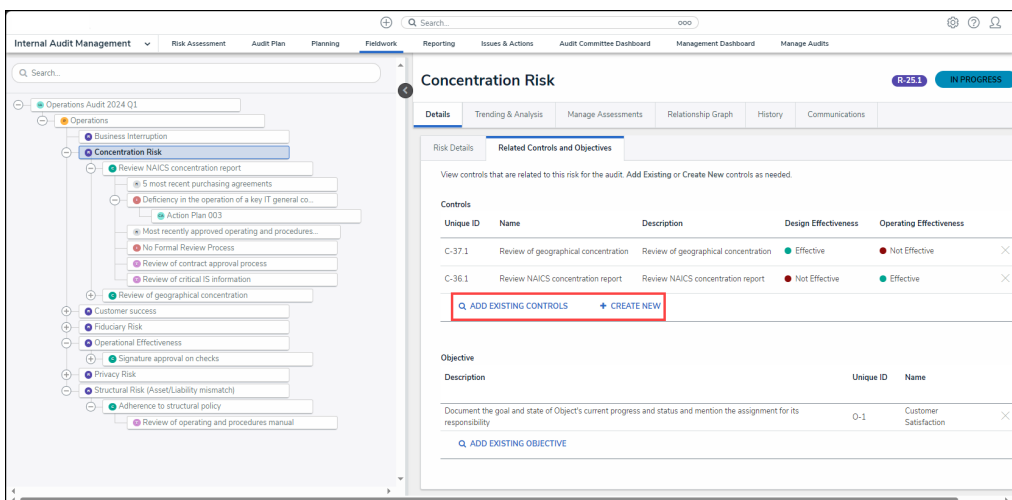 Search...
ooo
Internal Audit Management
Risk Assessment
Audit Plan
Planning
Fieldwork
Reporting
Issues & Actions
Audit Committee Dashboard
Management Dashboard
Manage Audits
Search...
Operations Audit 2024 Q1
Operations
Business Interruption
Concentration Risk
Review NAICS concentration report
5 most recent purchasing agreements
Deficiency in the operation of a key IT general co...
Action Plan 003
Most recently approved operating and procedures...
No Formal Review Process
Review of contract approval process
Review of critical IS information
Review of geographical concentration
Customer success
Fiduciary Risk
Operational Effectiveness
Signature approval on checks
Privacy Risk
Structural Risk (Asset/Liability mismatch)
Adherence to structural policy
Review of operating and procedures manual
Concentration Risk
R-25.1
IN PROGRESS
Details
Trending & Analysis
Manage Assessments
Relationship Graph
History
Communications
Risk Details
Related Controls and Objectives
View controls that are related to this risk for the audit. Add Existing or Create New controls as needed.
Controls
Unique ID Name Description Design Effectiveness Operating Effectiveness
C-37.1 Review of geographical concentration Review of geographical concentration Effective Not Effective
C-36.1 Review NAICS concentration report Review NAICS concentration report Not Effective Effective
ADD EXISTING CONTROLS + CREATE NEW
Objective
Description Unique ID Name
Document the goal and state of Object's current progress and status and mention the assignment for its
responsibility
O-1
Customer
Satisfaction
ADD EXISTING OBJECTIVE